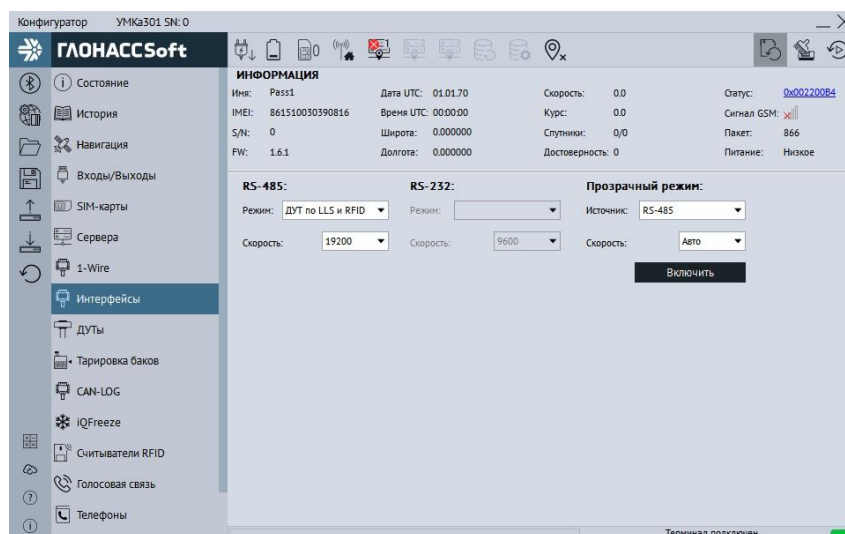 Конфигуратор УМКа301 SN: 0
ГЛОНАССSoft
0
Состояние
История
Навигация
Входы/Выходы
SIM-карты
Сервера
1-Wire
Интерфейсы
ДУТы
Тарировка баков
CAN-LOG
iQFreeze
Считыватели RFID
Голосовая связь
Телефоны
ИНФОРМАЦИЯ
Имя: Pass1 Дата UTC: 01.01.70 Скорость: 0.0 Статус: 0x002200B4
IMEI: 861510030390816 Время UTC: 00:00:00 Курс: 0.0 Сигнал GSM:
S/N: 0 Широта: 0.000000 Спутники: 0/0 Пакет: 866
FW: 1.6.1 Долгота: 0.000000 Достоверность: 0 Питание: Низкое
RS-485: RS-232: Прозрачный режим:
Режим: ДУТ по LLS и RFID Режим: Источник: RS-485
Скорость: 19200 Скорость: 9600 Скорость: Авто
Включить
Терминал подключен